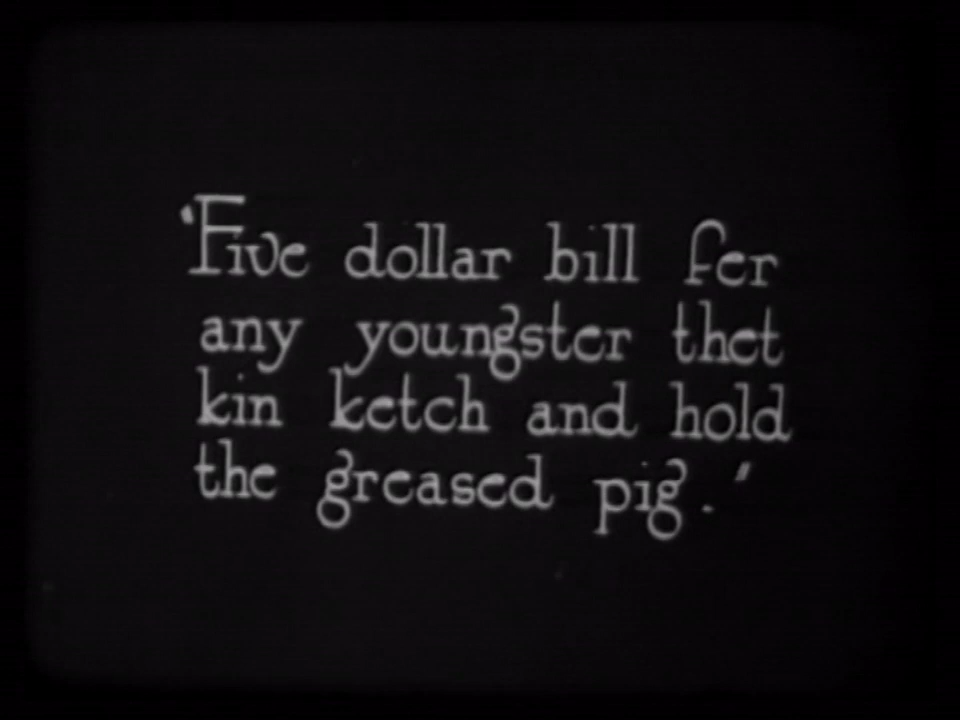 'Five dollar bill fer
any youngster thet
kin ketch and hold
the greased pig.'